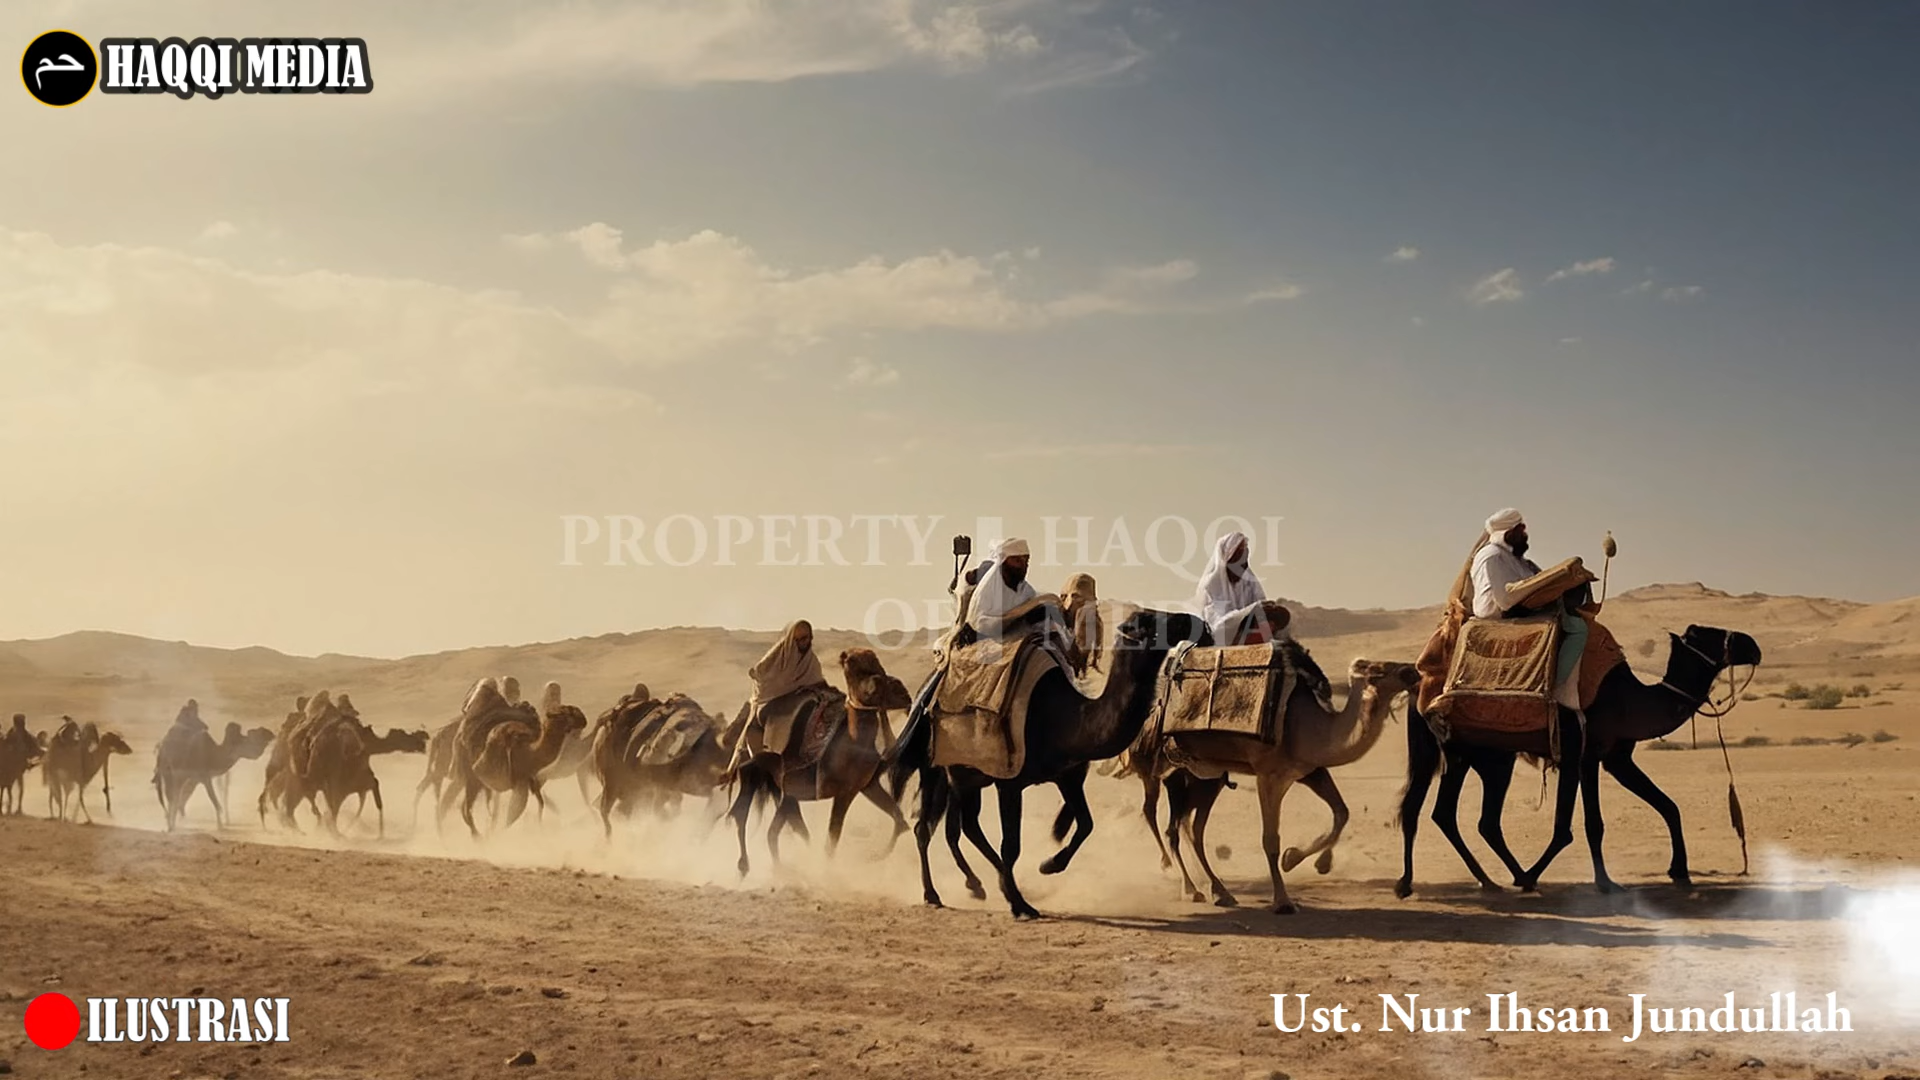 حم
HAQQI MEDIA
PROPERTY HAQQI
OF MEDIA
ILUSTRASI
Ust. Nur Ihsan Jundullah